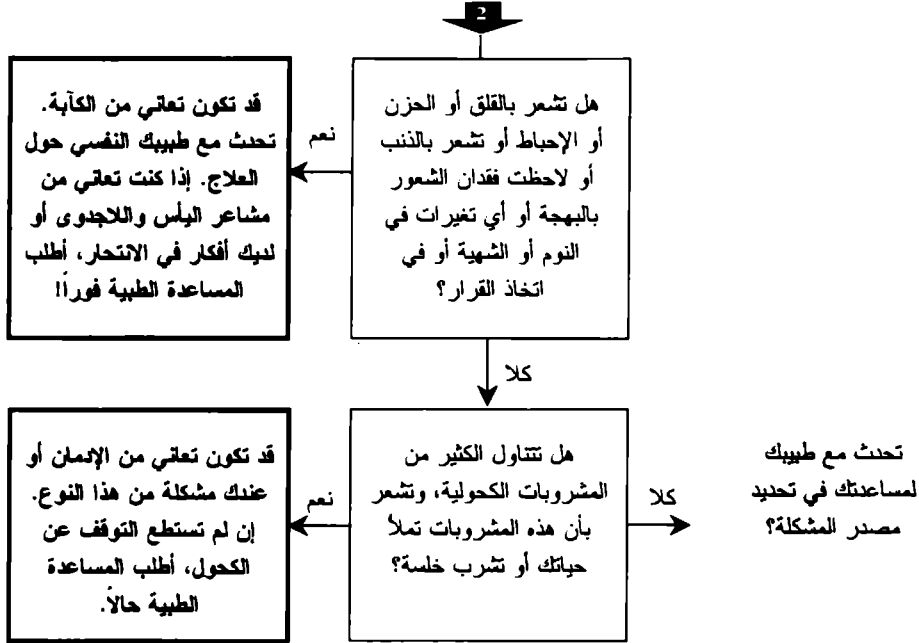 2
هل تشعر بالقلق أو الحزن
أو الإحباط أو تشعر بالذنب
أو لاحظت فقدان الشعور
بالبهجة أو أي تغيرات في
النوم أو الشهية أو في
اتخاذ القرار؟
نعم
قد تكون تعاني من الكآبة.
تحدث مع طبيبك النفسي حول
العلاج. إذا كنت تعاني من
مشاعر اليأس واللاجدوى أو
لديك أفكار في الانتحار، أطلب
المساعدة الطبية فوراً!
كلا
هل تتناول الكثير من
المشروبات الكحولية، وتشعر
بأن هذه المشروبات تملأ
حياتك أو تشرب خلسة؟
نعم
قد تكون تعاني من الإدمان أو
عندك مشكلة من هذا النوع.
إن لم تستطع التوقف عن
الكحول، أطلب المساعدة
الطبية حالاً.
كلا
تحدث مع طبيبك
لمساعدتك في تحديد
مصدر المشكلة؟